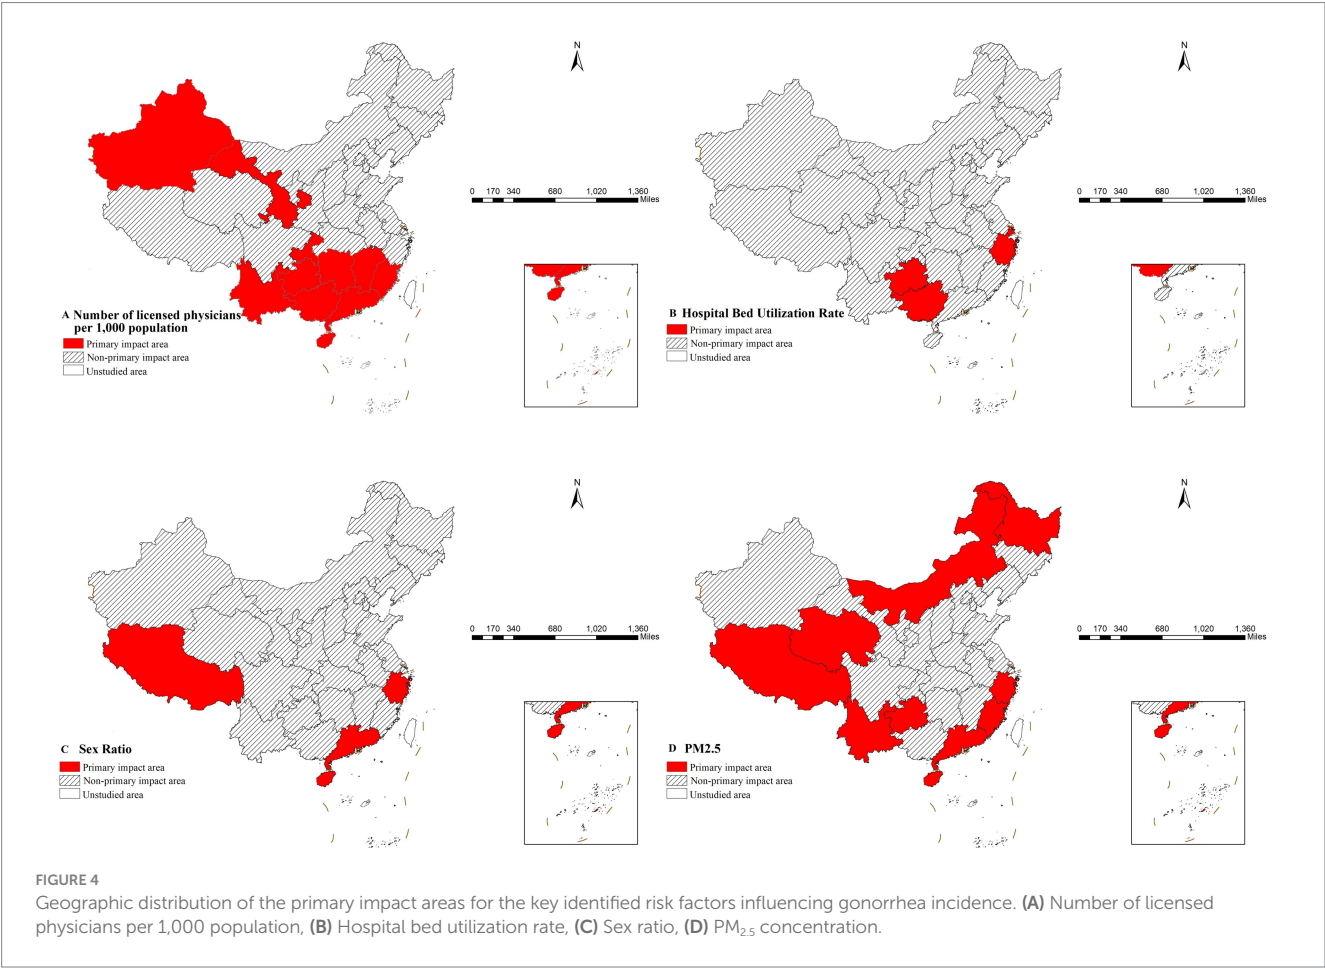 N
0 170 340 680 1,020 1,360
Miles
A Number of licensed physicians
per 1,000 population
Primary impact area
Non-primary impact area
Unstudied area
N
0 170 340 680 1,020 1,360
Miles
B Hospital Bed Utilization Rate
Primary impact area
Non-primary impact area
Unstudied area
N
0 170 340 680 1,020 1,360
Miles
C Sex Ratio
Primary impact area
Non-primary impact area
Unstudied area
N
0 170 340 680 1,020 1,360
Miles
D PM2.5
Primary impact area
Non-primary impact area
Unstudied area
FIGURE 4
Geographic distribution of the primary impact areas for the key identified risk factors influencing gonorrhea incidence. (A) Number of licensed
physicians per 1,000 population, (B) Hospital bed utilization rate, (C) Sex ratio, (D) PM2.5 concentration.